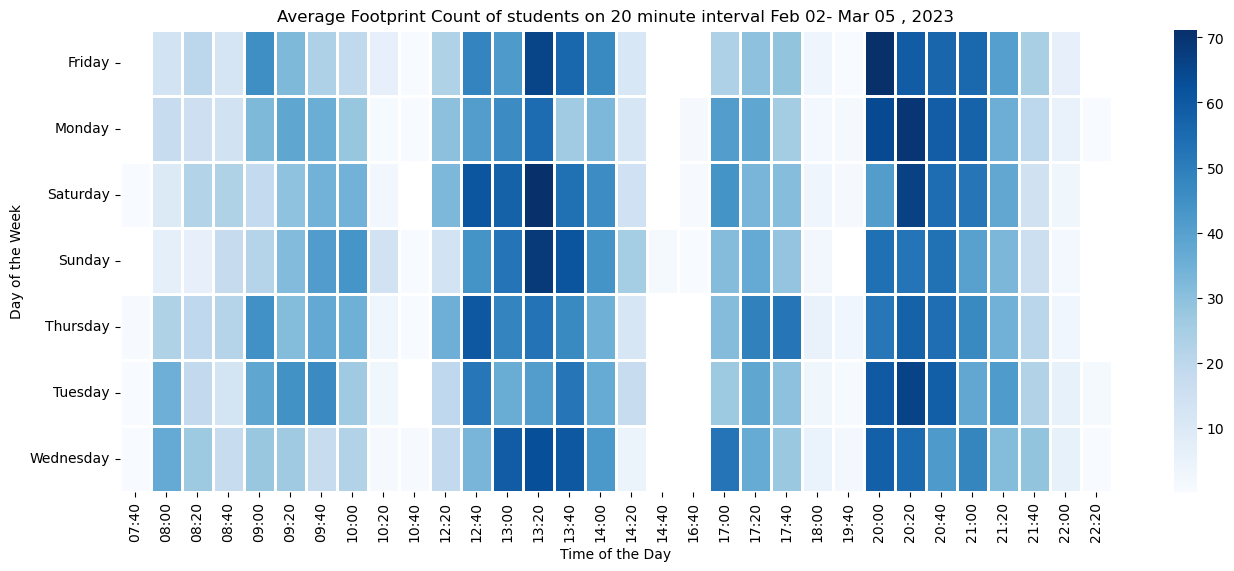 Average Footprint Count of students on 20 minute interval Feb 02- Mar 05 , 2023
Day of the Week
Friday
Monday
Saturday
Sunday
Thursday
Tuesday
Wednesday
07:40 08:00 08:20 08:40 09:00 09:20 09:40 10:00 10:20 10:40 12:20 12:40 13:00 13:20 13:40 14:00 14:20 14:40 16:40 17:00 17:20 17:40 18:00 19:40 20:00 20:20 20:40 21:00 21:20 21:40 22:00 22:20
Time of the Day
70
60
50
40
30
20
10